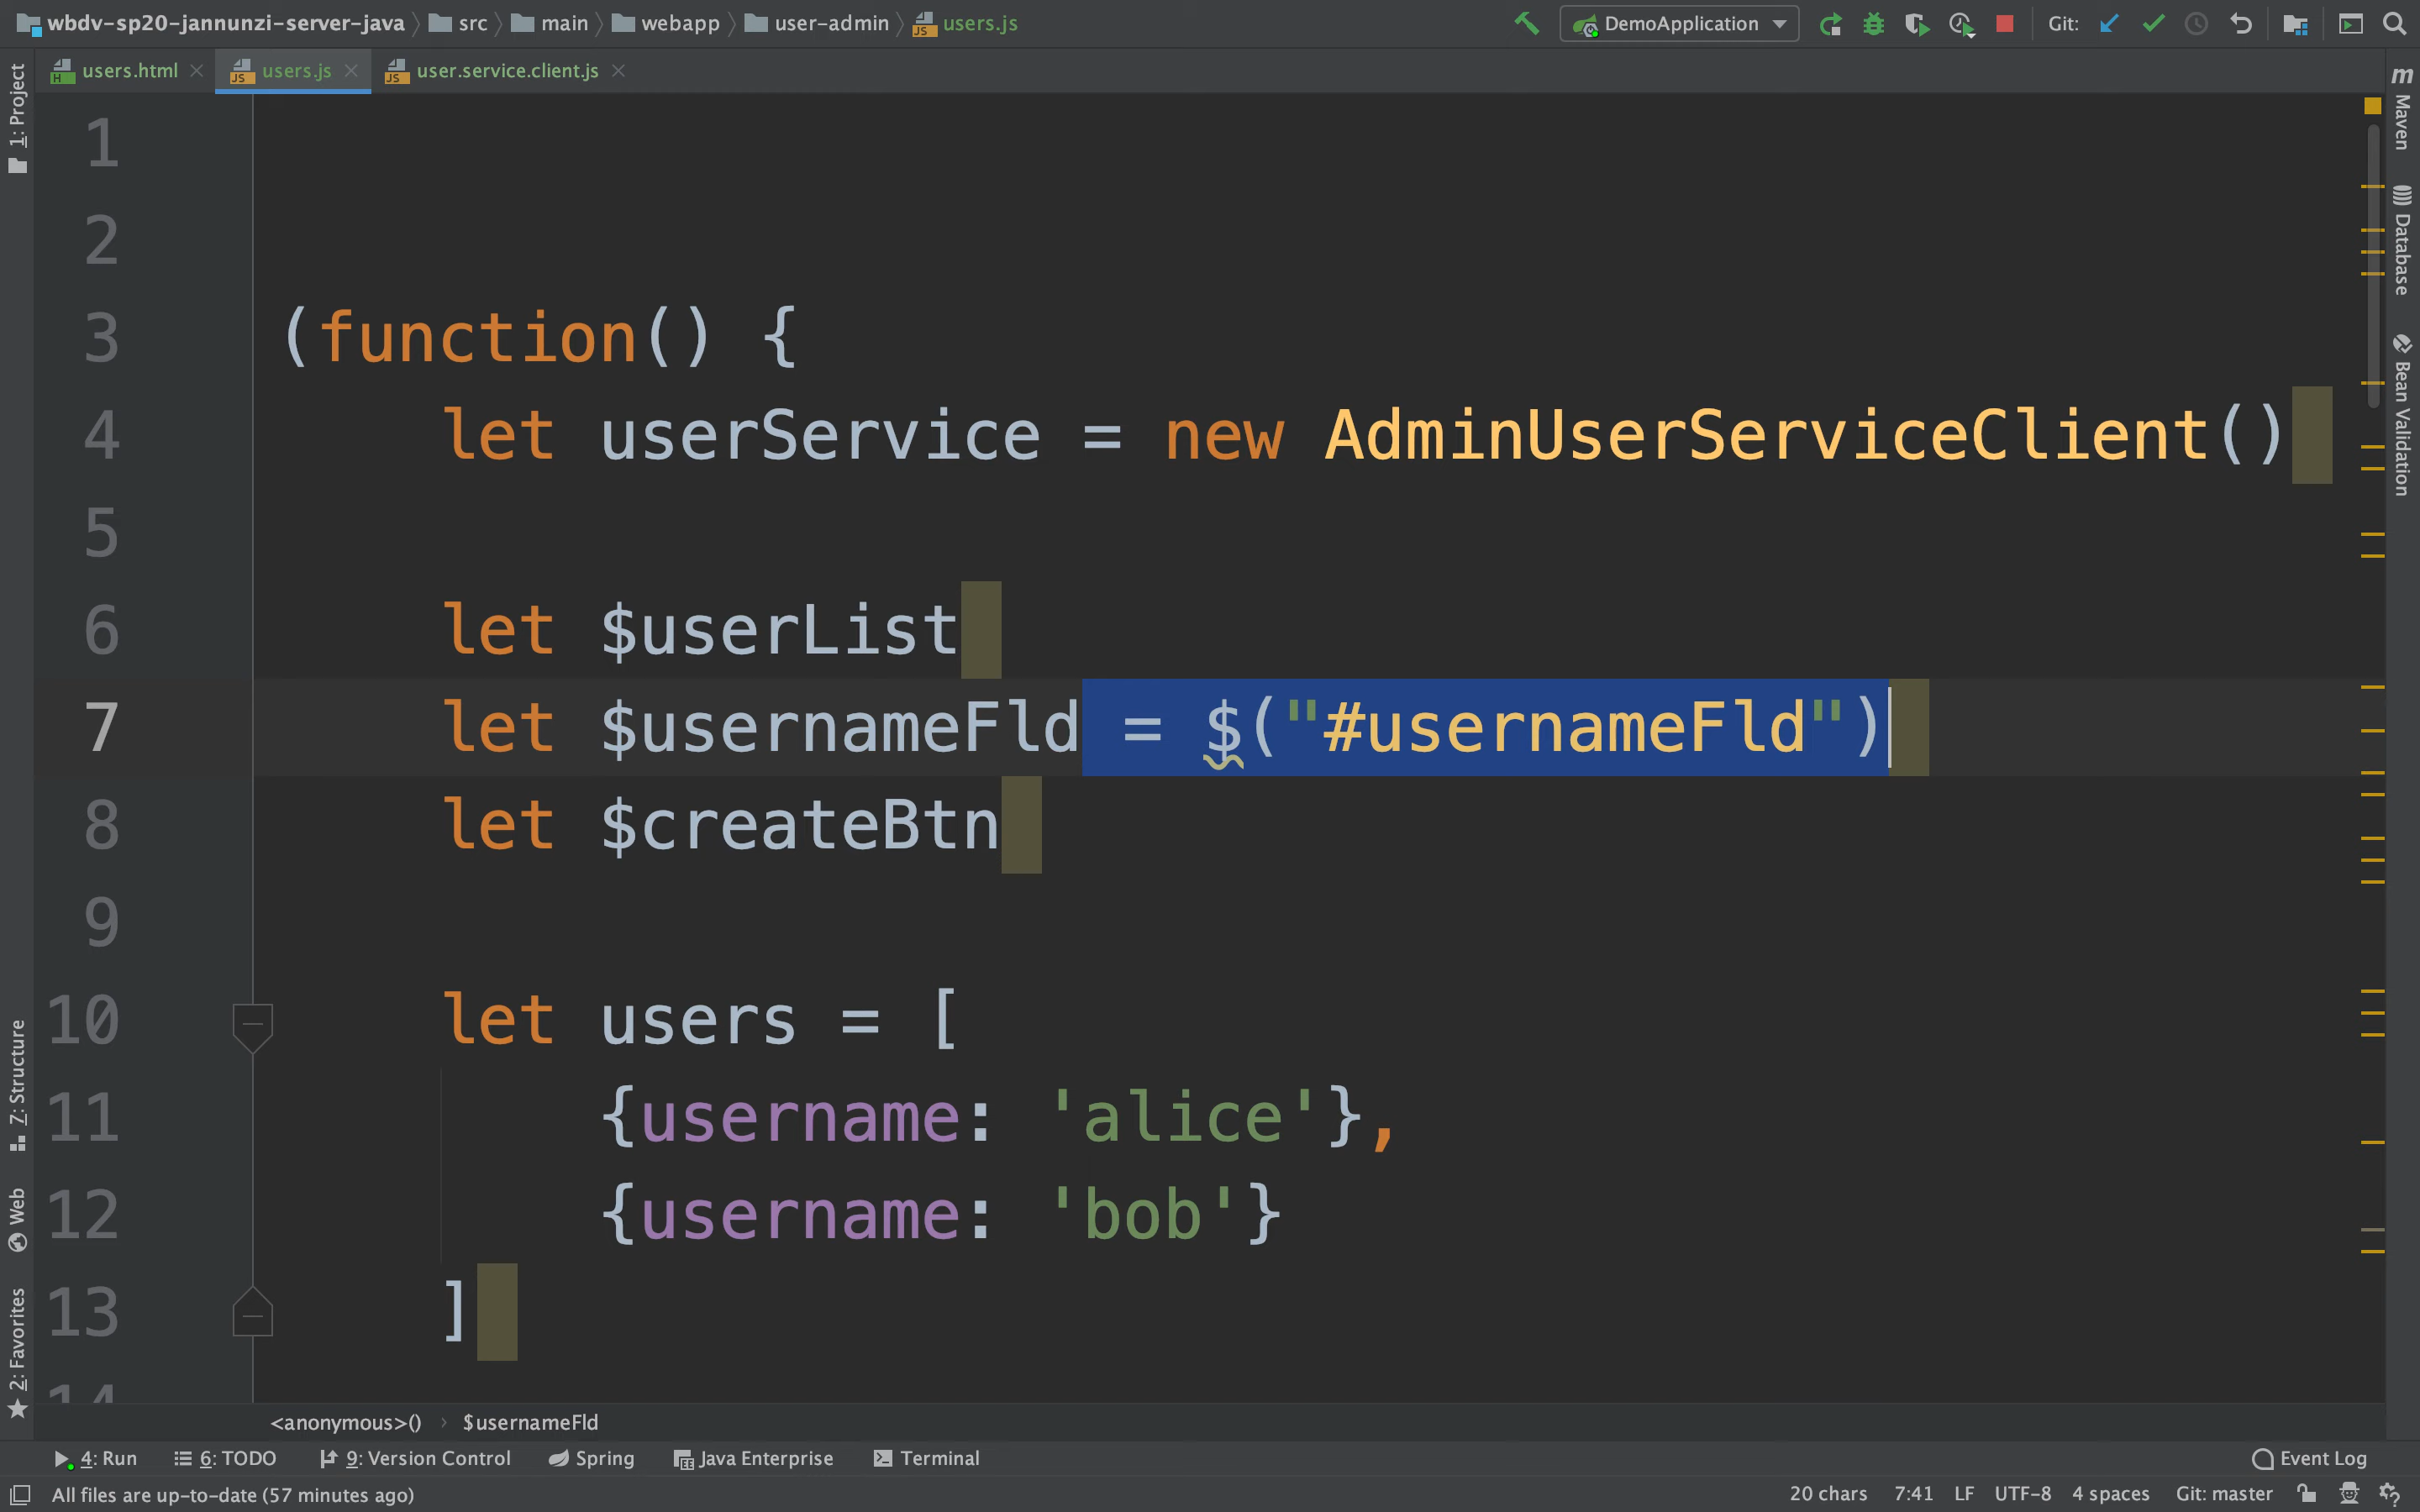 wbdv-sp20-jannunzi-server-java src main webapp user-admin users.js DemoApplication Git:
users.html users.js user.service.client.js
1: Project
7: Structure
Web
2: Favorites
m Maven
Database
Bean Validation
1
2
3 (function() {
4 let userService = new AdminUserServiceClient()
5
6 let $userList
7 let $usernameFld = $("#usernameFld")
8 let $createBtn
9
10 let users = [
11 {username: 'alice'},
12 {username: 'bob'}
13 ]
14
<anonymous>() › $usernameFld
4: Run 6: TODO 9: Version Control Spring Java Enterprise Terminal Event Log
All files are up-to-date (57 minutes ago) 20 chars 7:41 LF UTF-8 4 spaces Git: master